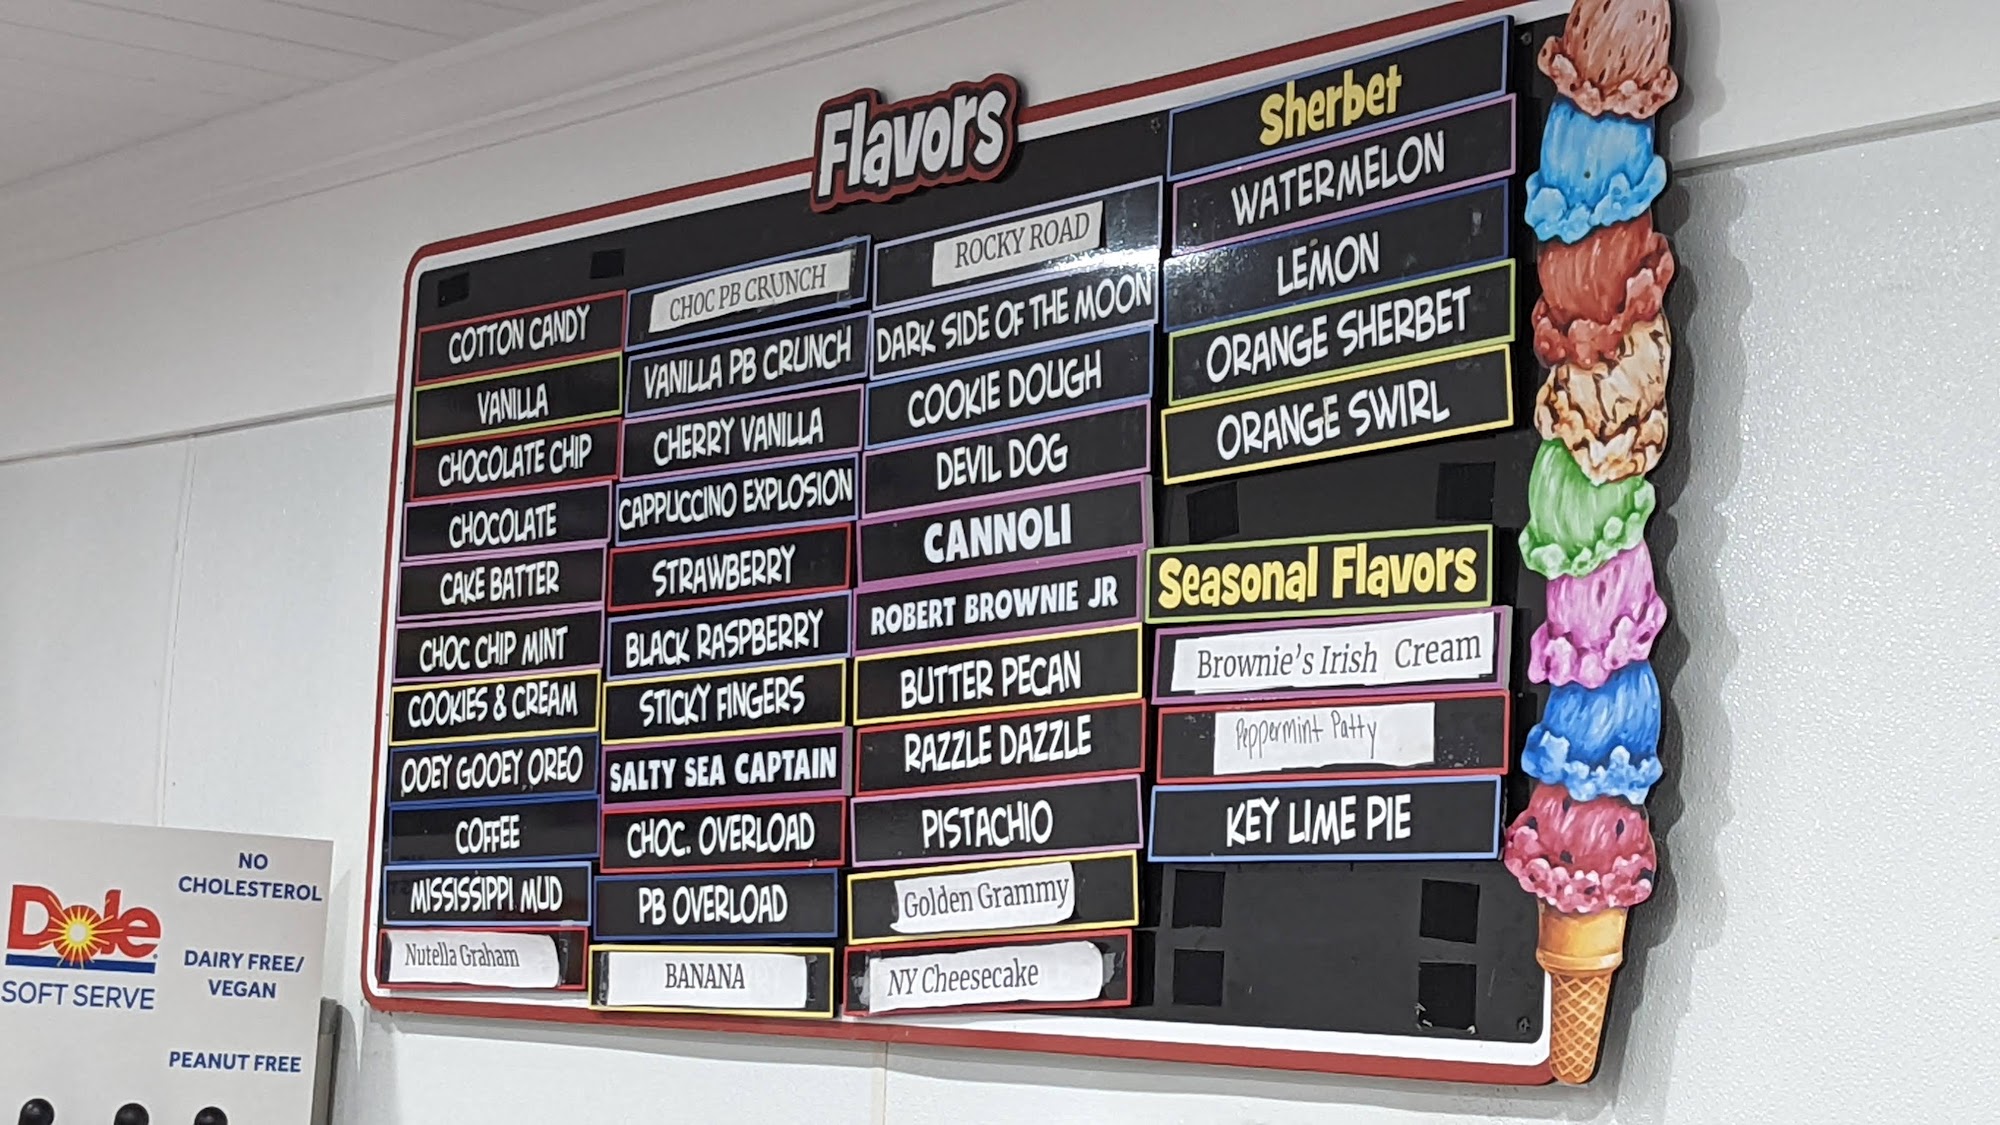 Flavors
COTTON CANDY
VANILLA
CHOCOLATE CHIP
CHOCOLATE
CAKE BATTER
CHOC CHIP MINT
COOKIES & CREAM
OOEY GOOEY OREO
COFFEE
MISSISSIPPI MUD
Nutella Graham
CHOC PB CRUNCH
VANILLA PB CRUNCH
CHERRY VANILLA
CAPPUCCINO EXPLOSION
STRAWBERRY
BLACK RASPBERRY
STICKY FINGERS
SALTY SEA CAPTAIN
CHOC. OVERLOAD
PB OVERLOAD
BANANA
ROCKY ROAD
DARK SIDE OF THE MOON
COOKIE DOUGH
DEVIL DOG
CANNOLI
ROBERT BROWNIE JR
BUTTER PECAN
RAZZLE DAZZLE
PISTACHIO
Golden Grammy
NY Cheesecake
Sherbet
WATERMELON
LEMON
ORANGE SHERBET
ORANGE SWIRL
Seasonal Flavors
Brownie's Irish Cream
Peppermint Patty
KEY LIME PIE
Dole
SOFT SERVE
NO
CHOLESTEROL
DAIRY FREE/
VEGAN
PEANUT FREE